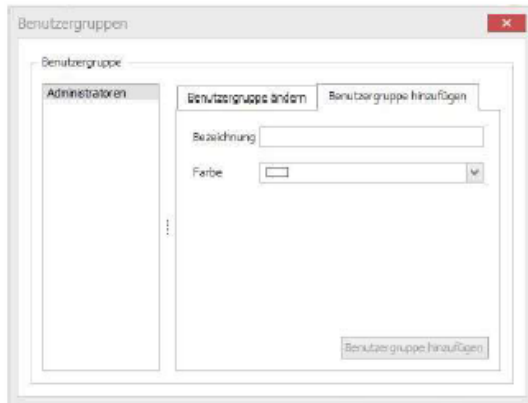 Benutzergruppen
Benutzergruppe
Administratoren
Benutzergruppe ändern
Benutzergruppe hinzufügen
Bezeichnung
Farbe
Benutzergruppe hinzufügen